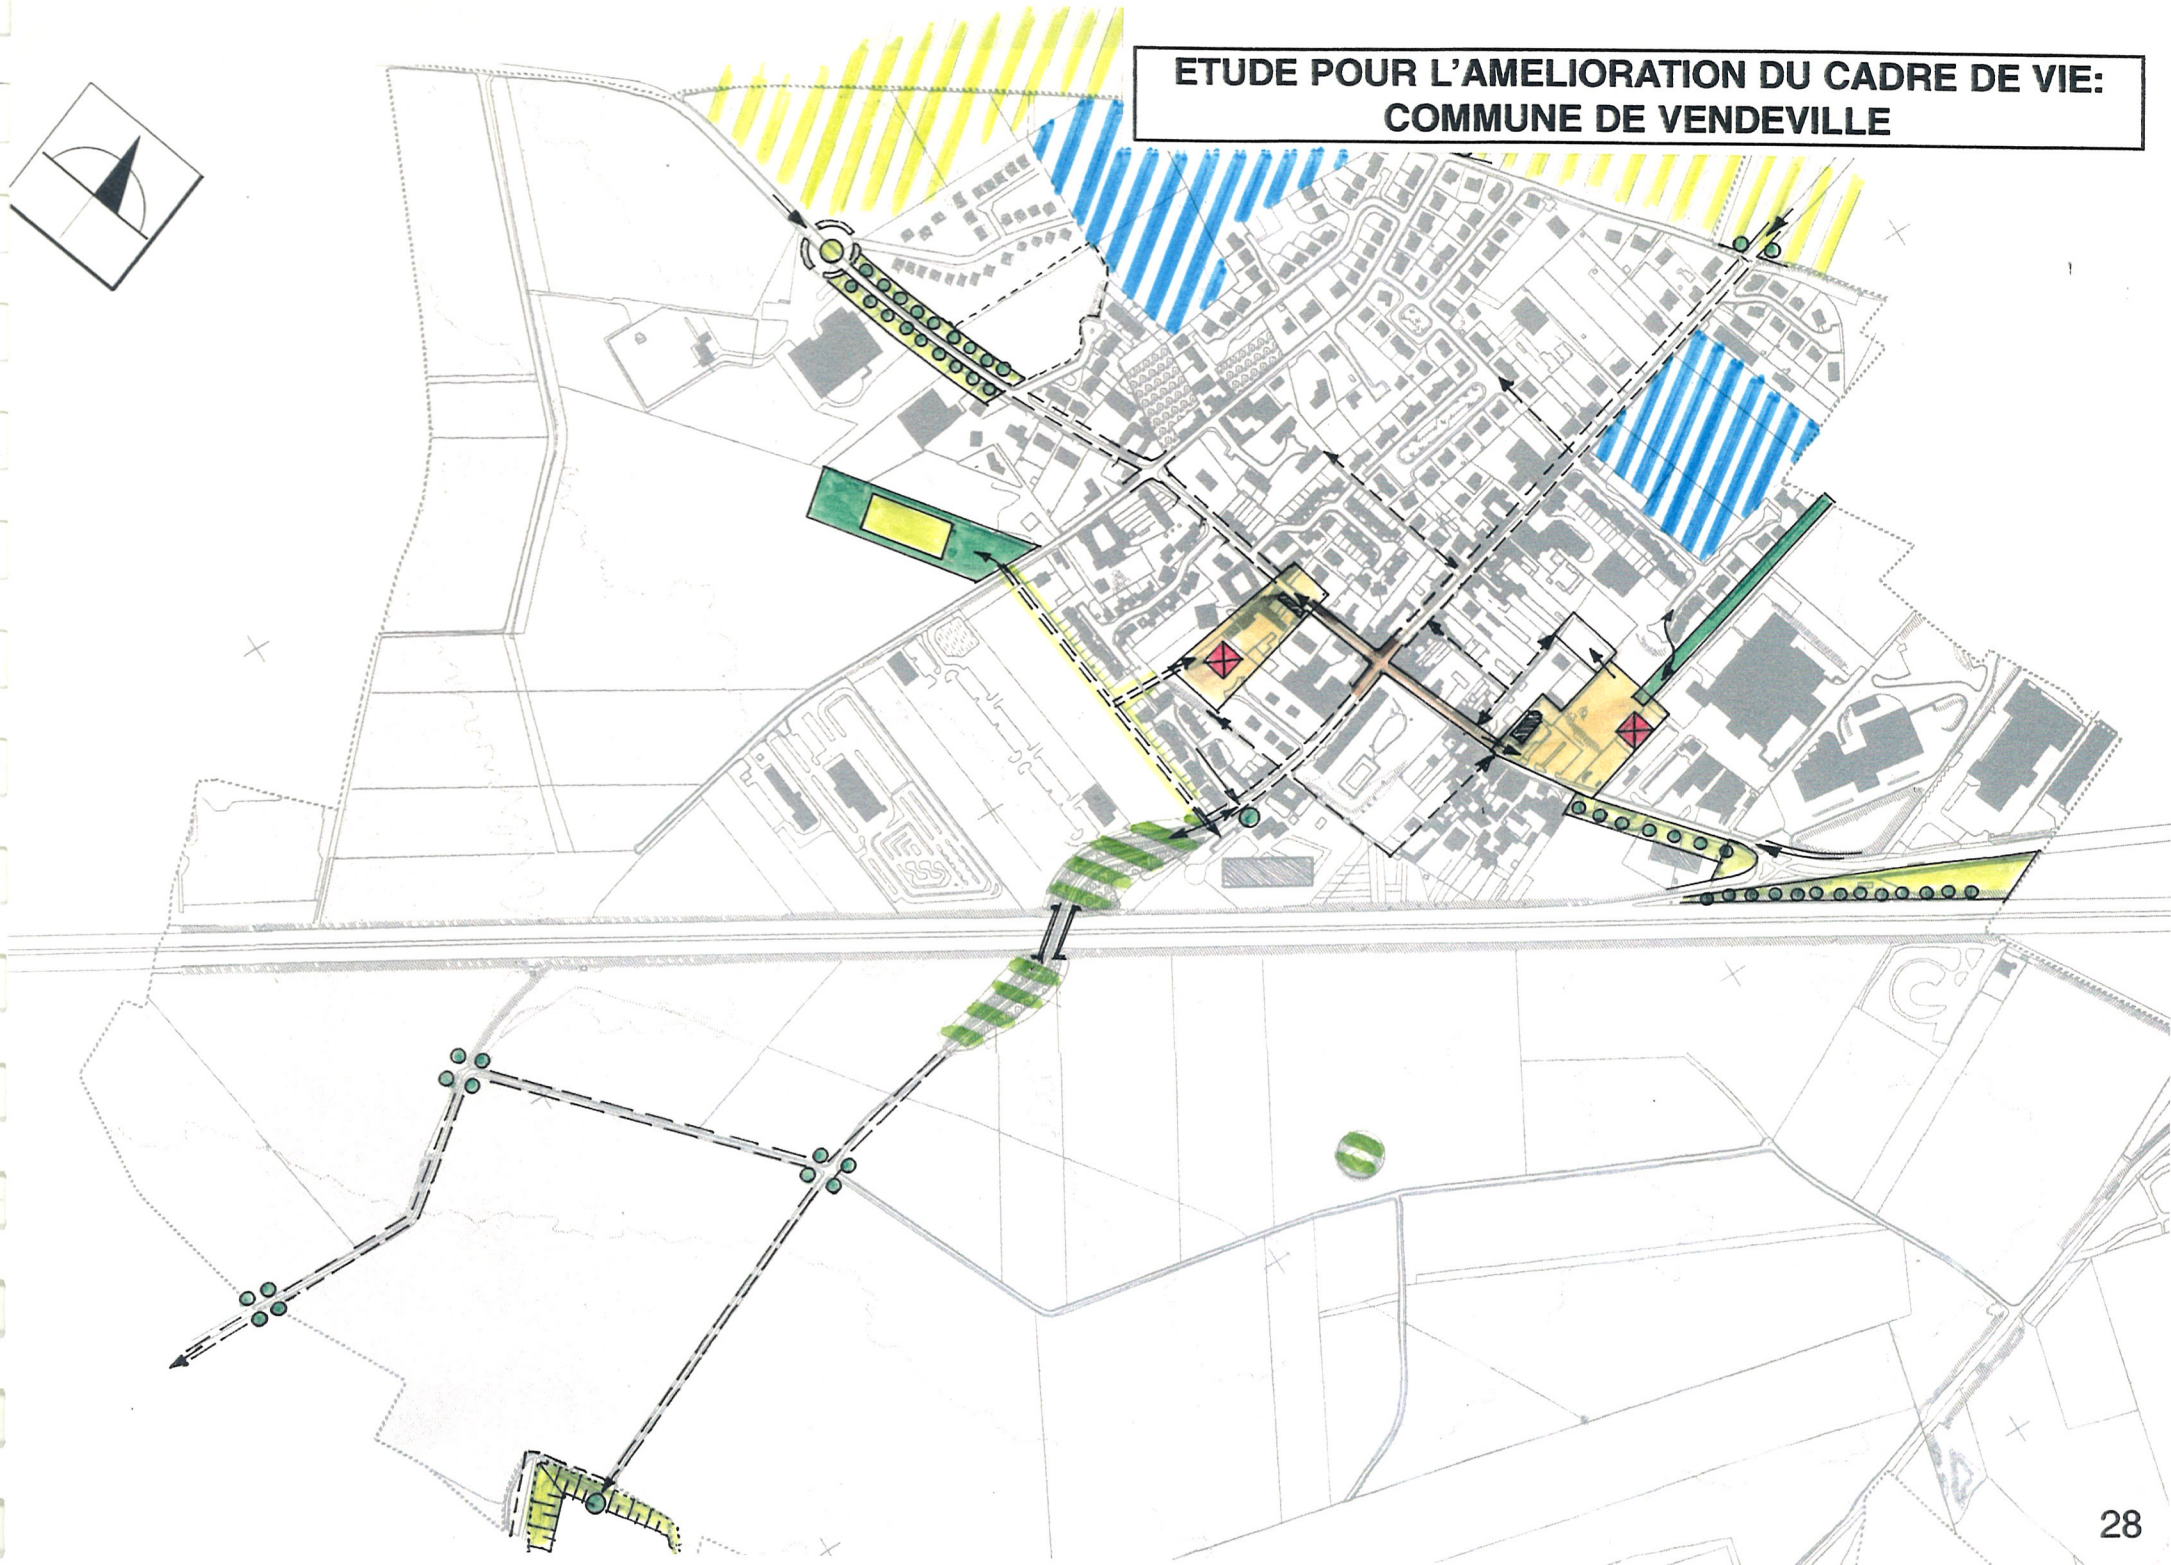 ETUDE POUR L'AMELIORATION DU CADRE DE VIE:
COMMUNE DE VENDEVILLE
28